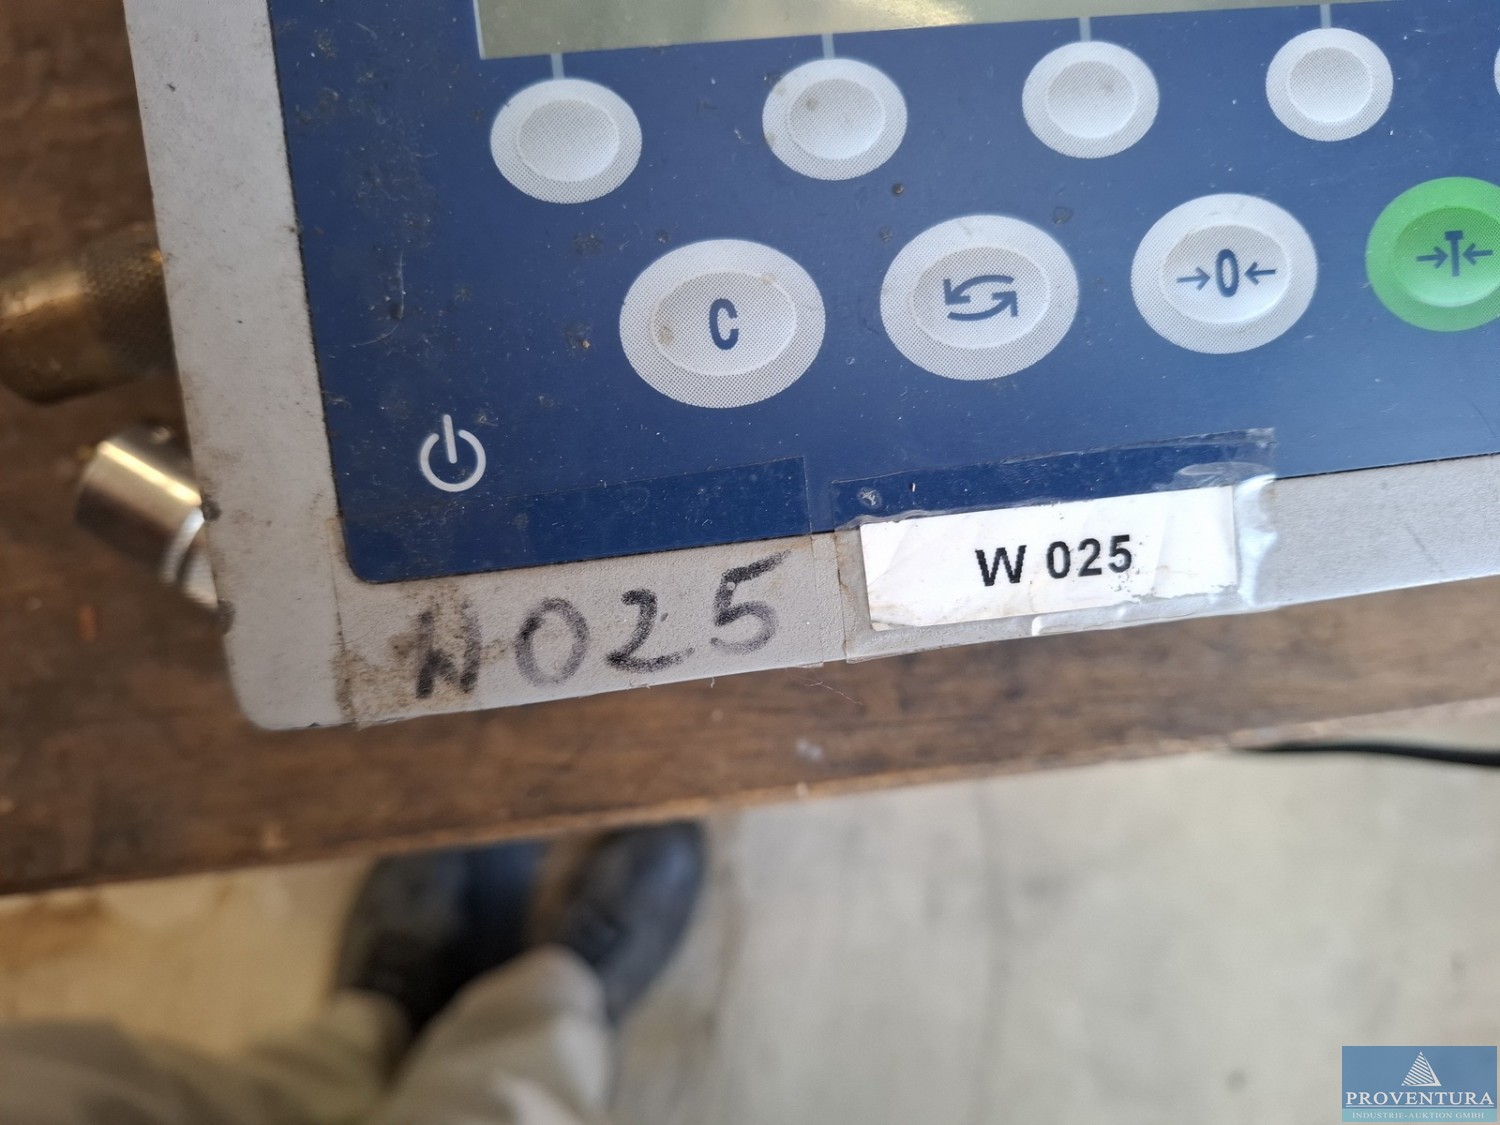 C
→0←
→T←
W025
W 025
PROVENTURA
INDUSTRIE-AUKTION GMBH